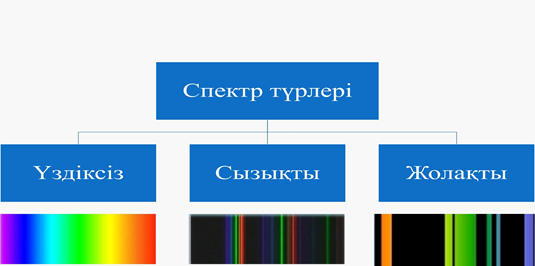 Спектр түрлері
Үздіксіз
Сызықты
Жолақты